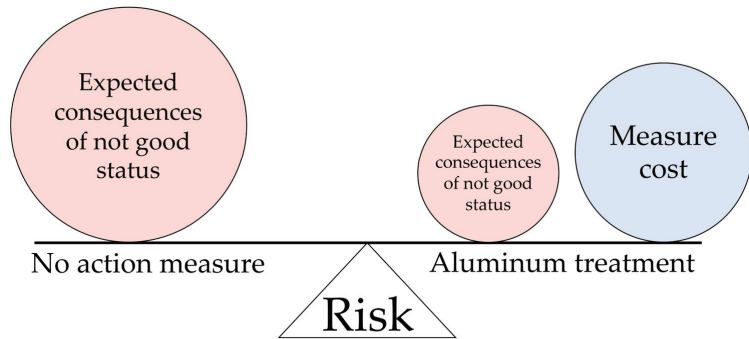 Expected
consequences
of not good
status
Expected
consequences
of not good
status
Measure
cost
No action measure
Aluminum treatment
Risk